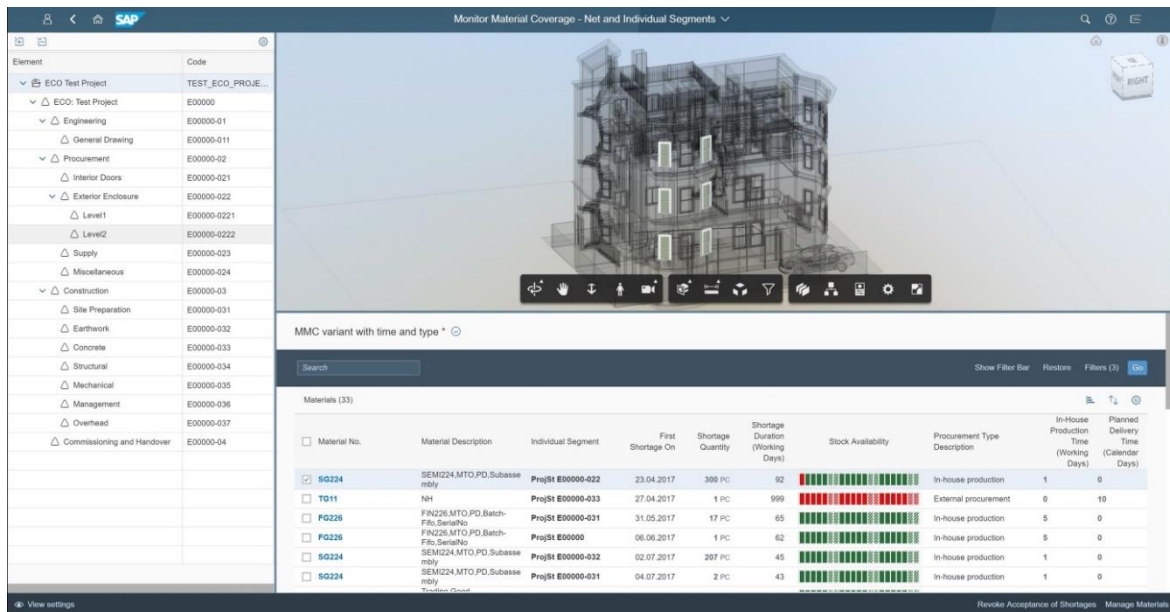 SAP
Monitor Material Coverage - Net and Individual Segments
Element Code
ECO Test Project TEST_ECO_PROJE...
ECO: Test Project E00000
Engineering E00000-01
General Drawing E00000-011
Procurement E00000-02
Interior Doors E00000-021
Exterior Enclosure E00000-022
Level1 E00000-0221
Level2 E00000-0222
Supply E00000-023
Miscellaneous E00000-024
Construction E00000-03
Site Preparation E00000-031
Earthwork E00000-032
Concrete E00000-033
Structural E00000-034
Mechanical E00000-035
Management E00000-036
Overhead E00000-037
Commissioning and Handover E00000-04
RIGHT
MMC variant with time and type *
Search Show Filter Bar Restore Filters (3) Go
Materials (33)
Material No. Material Description Individual Segment First Shortage On Shortage Quantity Shortage Duration (Working Days) Stock Availability Procurement Type Description In-House Production Time (Working Days) Planned Delivery Time (Calendar Days)
SG224 SEMI224,MTO,PD,Subassembly ProjSt E00000-022 23.04.2017 300 PC 92 In-house production 1 0
TG11 NH ProjSt E00000-033 27.04.2017 1 PC 999 External procurement 0 10
FG226 FIN226,MTO,PD,Batch-Fifo,SerialNo ProjSt E00000-031 31.05.2017 17 PC 65 In-house production 5 0
FG226 FIN226,MTO,PD,Batch-Fifo,SerialNo ProjSt E00000 06.06.2017 1 PC 62 In-house production 5 0
SG224 SEMI224,MTO,PD,Subassembly ProjSt E00000-032 02.07.2017 207 PC 45 In-house production 1 0
SG224 SEMI224,MTO,PD,Subassembly ProjSt E00000-031 04.07.2017 2 PC 43 In-house production 1 0
Trading Good
View settings Revoke Acceptance of Shortages Manage Materials